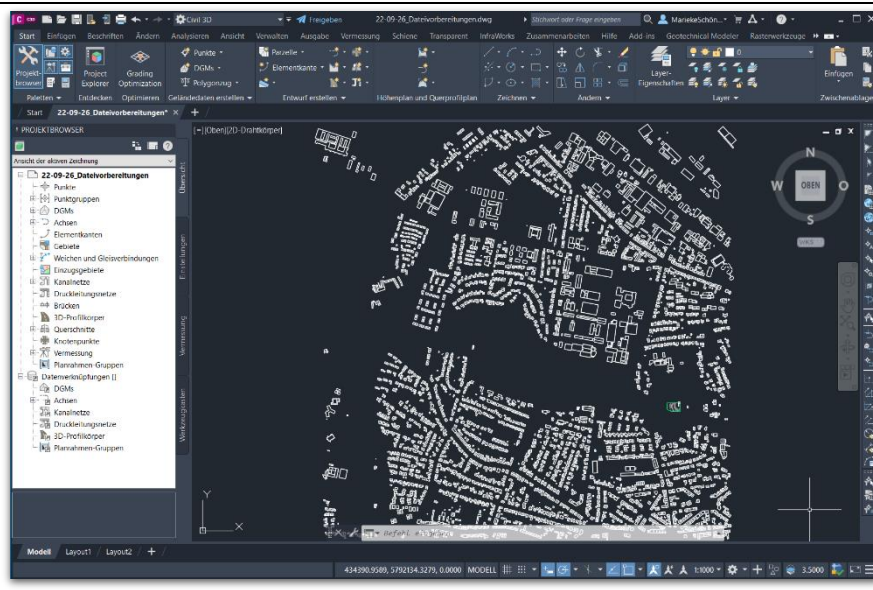 Civil 3D Freigeben 22-09-26_Dateivorbereitungen.dwg Stichwort oder Frage eingeben MariekeSchön...
Start Einfügen Beschriften Ändern Analysieren Ansicht Verwalten Ausgabe Vermessung Schiene Transparent InfraWorks Zusammenarbeiten Hilfe Add-ins Geotechnical Modeler Rasterwerkzeuge
Projekt-browser
Project Explorer
Grading Optimization
Punkte
DGMs
Polygonzug
Parzelle
Elementkante
Layer-Eigenschaften
0
Einfügen
Paletten Entdecken Optimieren Geländedaten erstellen Entwurf erstellen Höhenplan und Querprofilplan Zeichnen Ändern Layer Zwischenablage
Start 22-09-26_Dateivorbereitungen* × +
PROJEKTBROWSER
[−][Oben][2D-Drahtkörper]
Ansicht der aktiven Zeichnung
22-09-26_Dateivorbereitungen
Punkte
Punktgruppen
DGMs
Achsen
Elementkanten
Gebiete
Weichen und Gleisverbindungen
Einzugsgebiete
Kanalnetze
Druckleitungsnetze
Brücken
3D-Profilkörper
Querschnitte
Knotenpunkte
Vermessung
Planrahmen-Gruppen
Datenverknüpfungen []
DGMs
Achsen
Kanalnetze
Druckleitungsnetze
3D-Profilkörper
Planrahmen-Gruppen
Übersicht
Einstellungen
Vermessung
Werkzeugkasten
N
W OBEN O
S
WKS
Y
X
Befehl
Modell Layout1 Layout2 +
434390.9589, 5792134.3279, 0.0000 MODELL 1:1000 3.5000